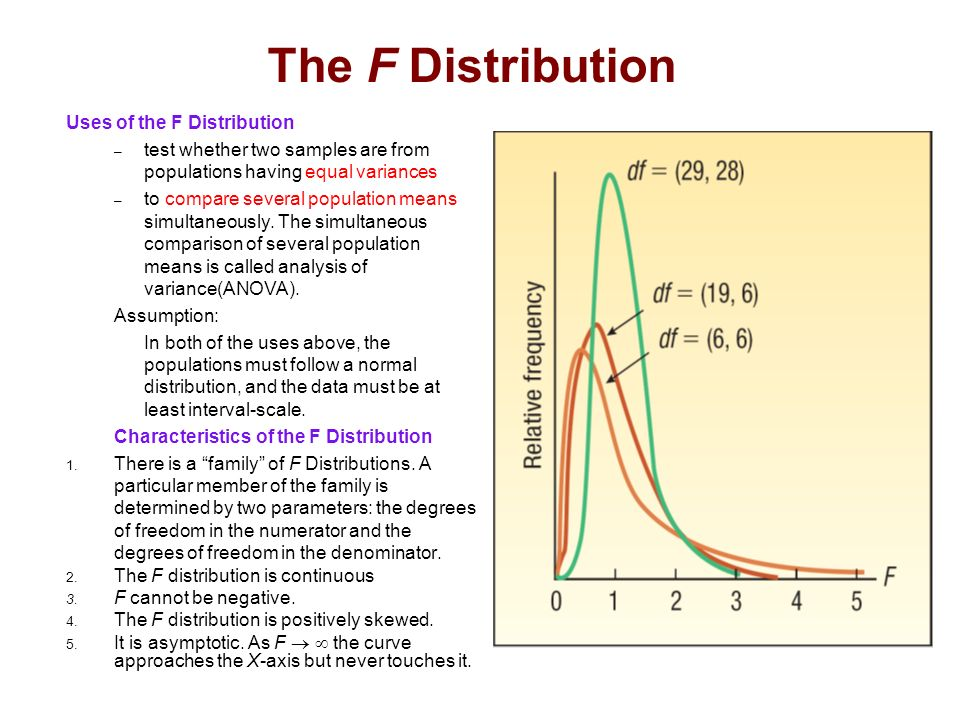 The F Distribution
Uses of the F Distribution
– test whether two samples are from
populations having equal variances
– to compare several population means
simultaneously. The simultaneous
comparison of several population
means is called analysis of
variance(ANOVA).
Assumption:
In both of the uses above, the
populations must follow a normal
distribution, and the data must be at
least interval-scale.
Characteristics of the F Distribution
1. There is a “family” of F Distributions. A
particular member of the family is
determined by two parameters: the degrees
of freedom in the numerator and the
degrees of freedom in the denominator.
2. The F distribution is continuous
3. F cannot be negative.
4. The F distribution is positively skewed.
5. It is asymptotic. As F → ∞ the curve
approaches the X-axis but never touches it.
df = (29, 28)
df = (19, 6)
df = (6, 6)
Relative frequency
F
0 1 2 3 4 5